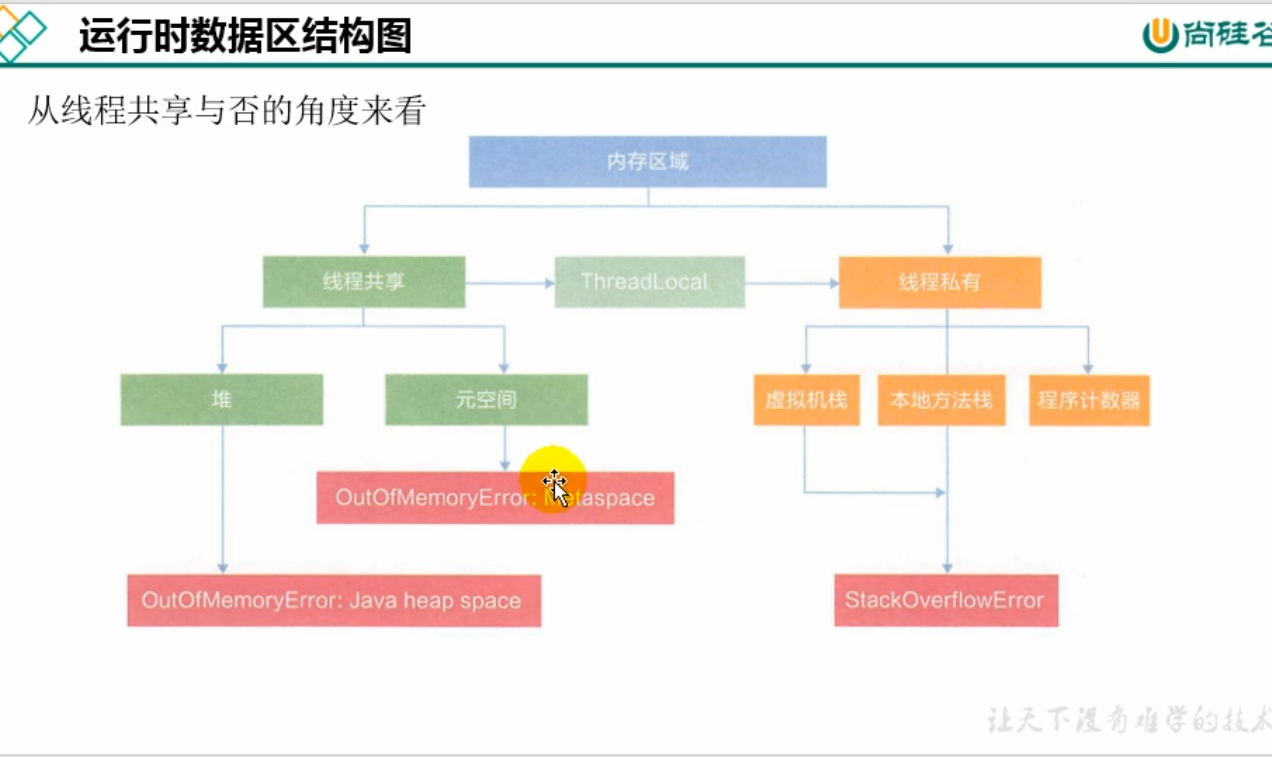 运行时数据区结构图
尚硅谷
从线程共享与否的角度来看
内存区域
线程共享
ThreadLocal
线程私有
堆
元空间
虚拟机栈
本地方法栈
程序计数器
OutOfMemoryError: Metaspace
OutOfMemoryError: Java heap space
StackOverflowError
让天下没有难学的技术